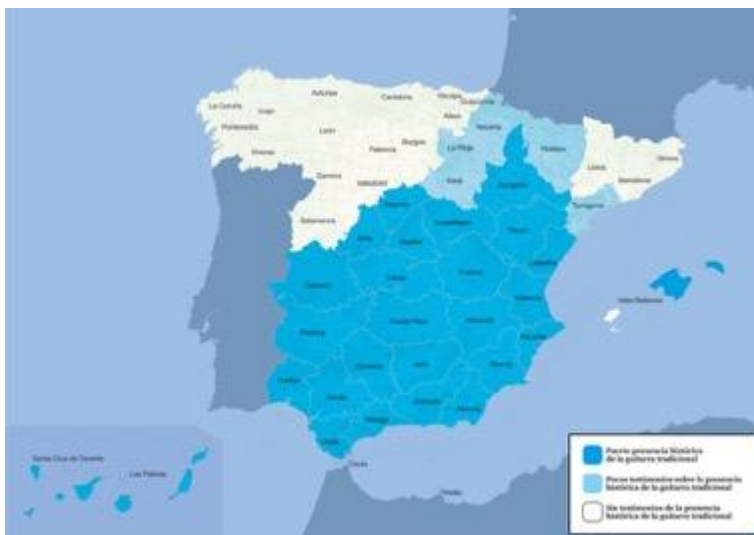 Asturias
Cantabria
Vizcaya
Guipúzcoa
La Coruña
Lugo
Álava
Pontevedra
León
Navarra
Burgos
La Rioja
Huesca
Orense
Palencia
Girona
Lleida
Zamora
Valladolid
Soria
Zaragoza
Barcelona
Tarragona
Salamanca
Segovia
Guadalajara
Teruel
Ávila
Madrid
Castellón
Cáceres
Toledo
Cuenca
Valencia
Islas Baleares
Badajoz
Ciudad Real
Albacete
Alicante
Córdoba
Jaén
Murcia
Huelva
Sevilla
Granada
Almería
Málaga
Cádiz
Ceuta
Melilla
Santa Cruz de Tenerife
Las Palmas
Fuerte presencia histórica
de la guitarra tradicional
Pocos testimonios sobre la presencia
histórica de la guitarra tradicional
Sin testimonios de la presencia
histórica de la guitarra tradicional